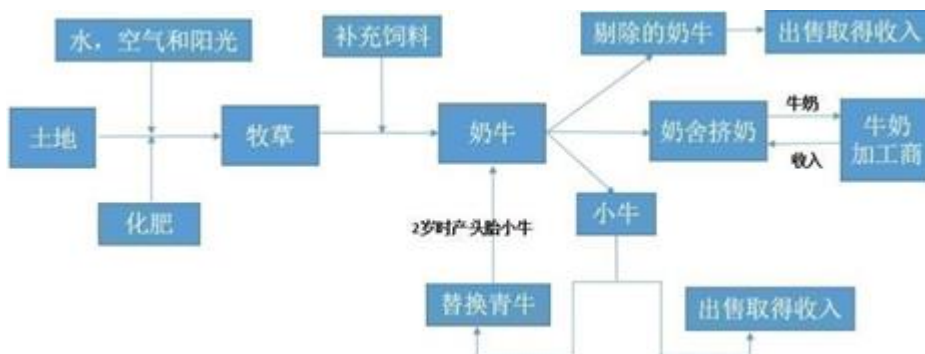 水，空气和阳光
补充饲料
剔除的奶牛
出售取得收入
土地
牧草
奶牛
奶舍挤奶
牛奶
收入
牛奶
加工商
化肥
小牛
2岁时产头胎小牛
替换青牛
出售取得收入